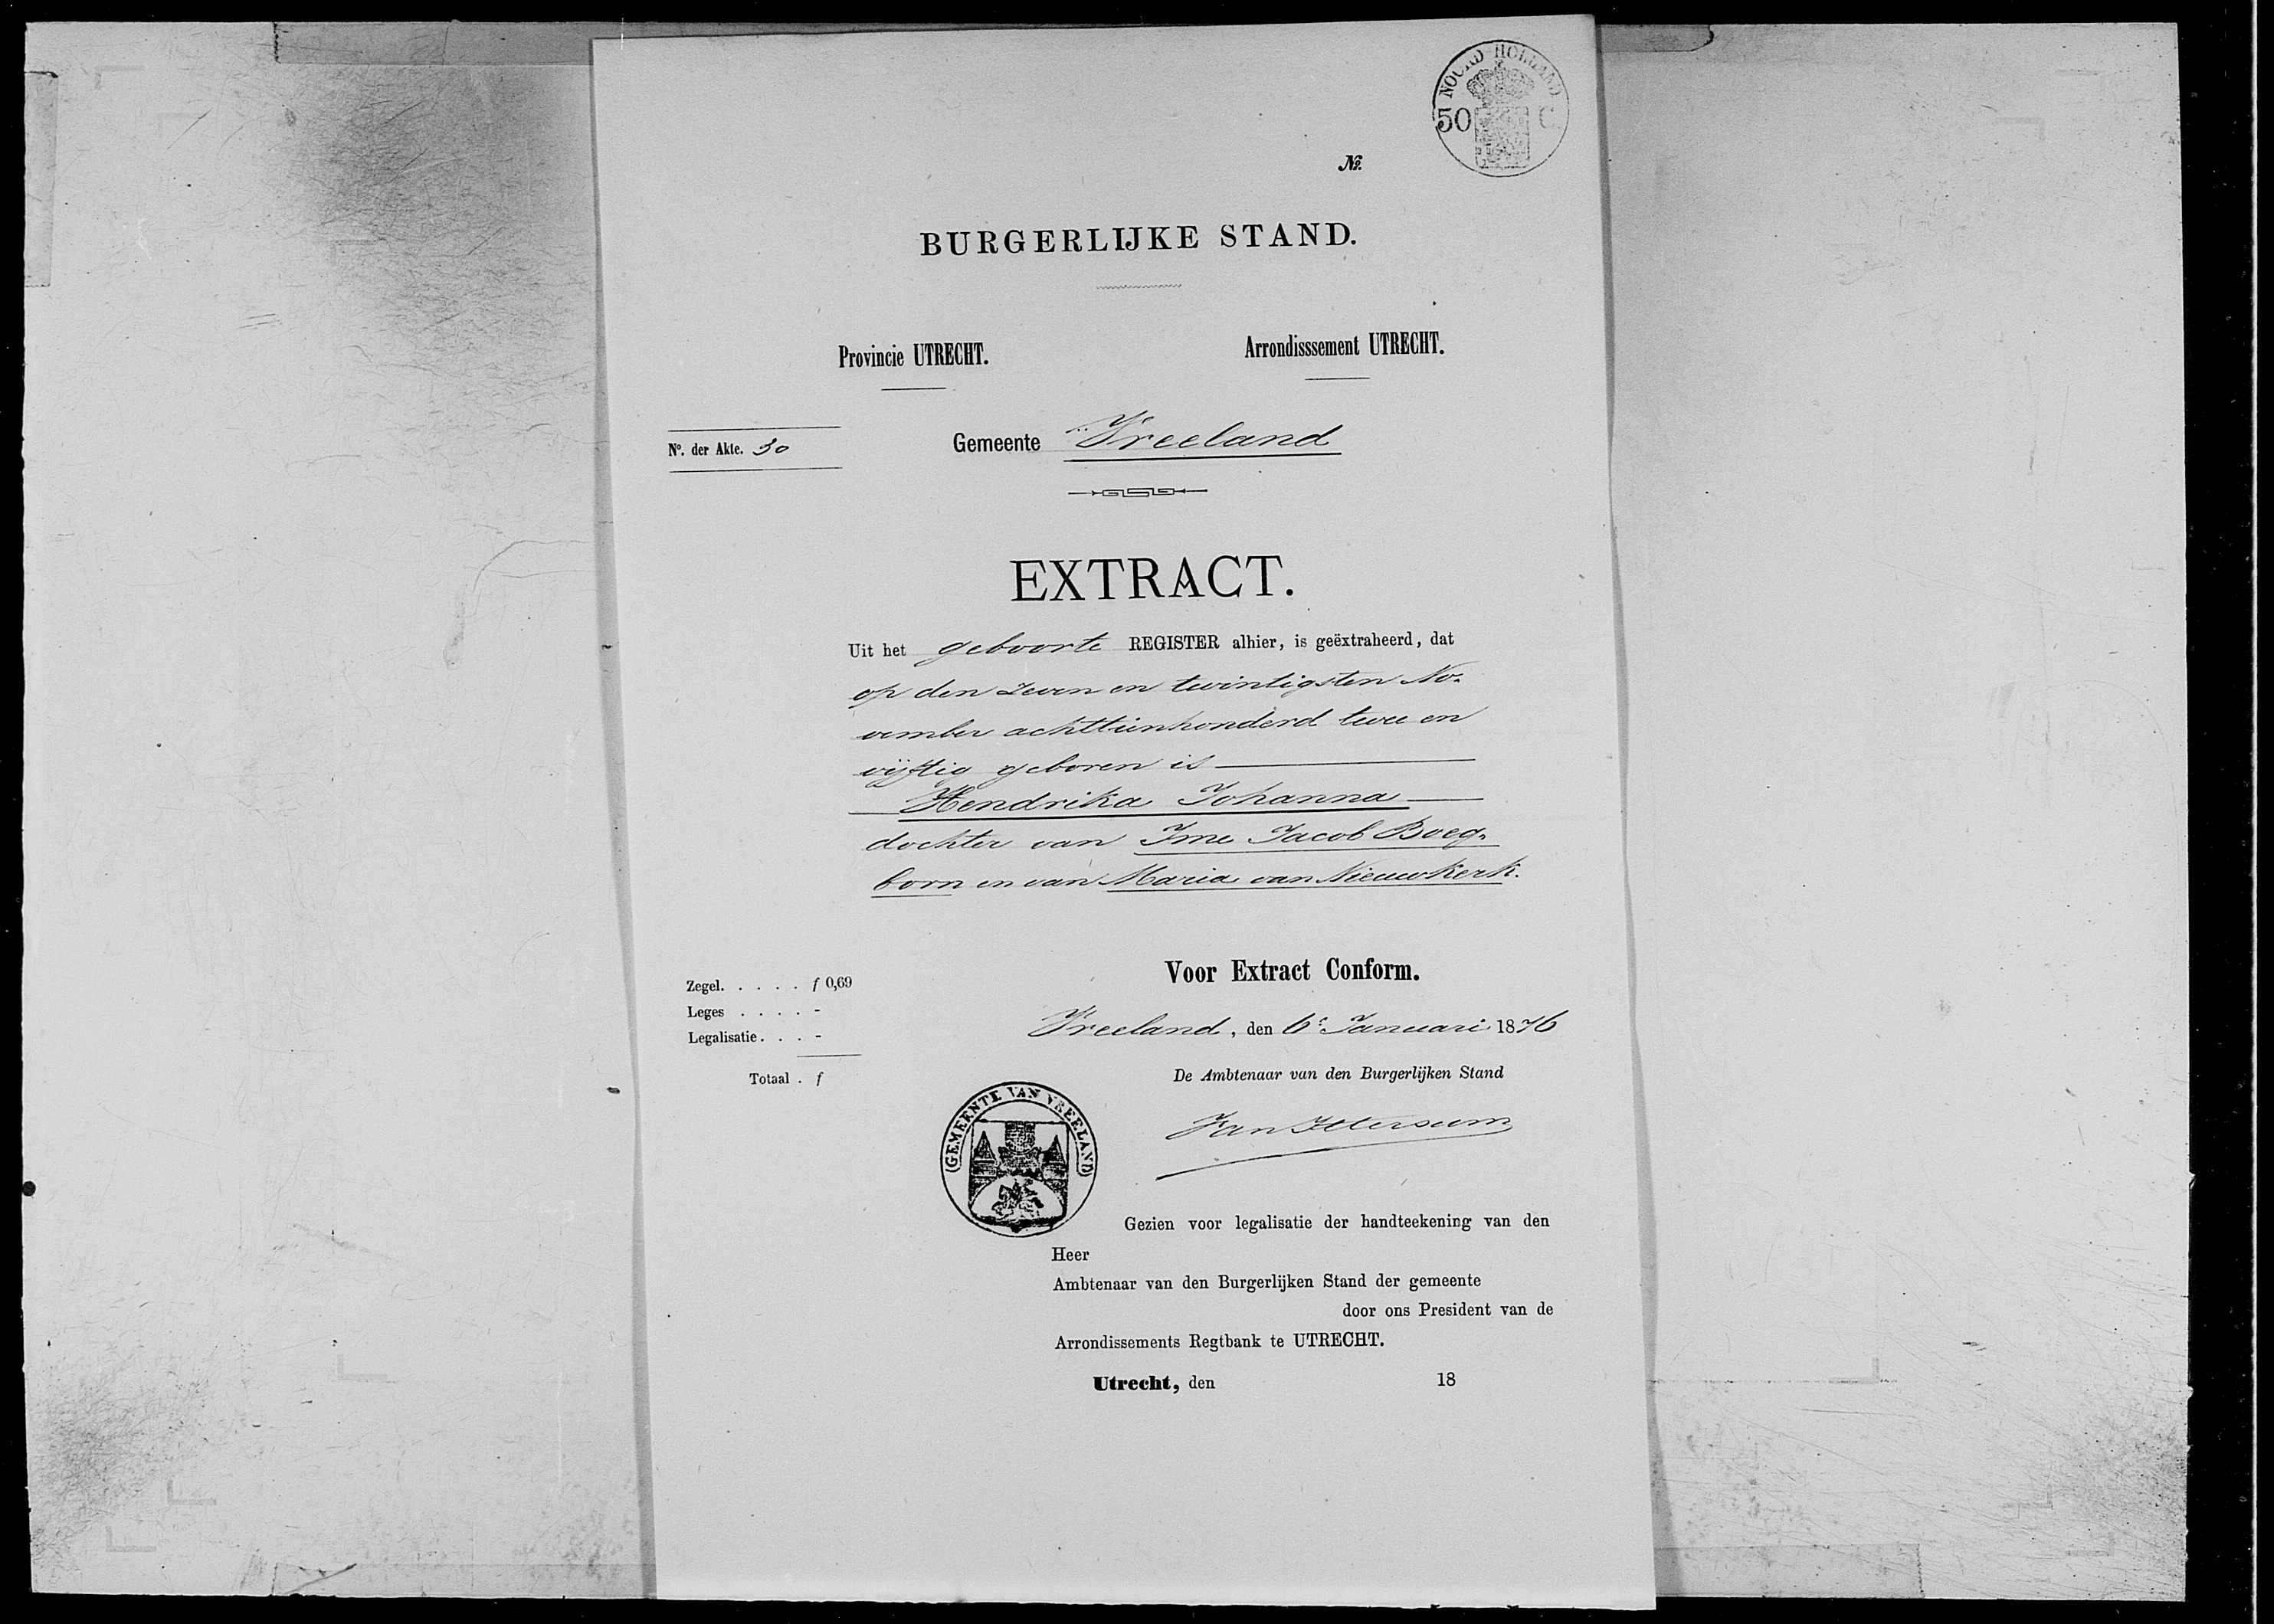 NOORD HOLLAND
50 C
No.
BURGERLIJKE STAND.
Provincie UTRECHT.
Arrondisssement UTRECHT.
No. der Akte. 30
Gemeente Vreeland
EXTRACT.
Uit het geboorte REGISTER alhier, is geëxtraheerd, dat
op den zeven en twintigsten No-
vember achttienhonderd twee en
vijftig geboren is
Hendrika Johanna
dochter van Ime Jacob Boeg-
born en van Maria van Nieuwkerk.
Zegel. . . . . f 0,69
Leges . . . . -
Legalisatie. . . -
Totaal . f
Voor Extract Conform.
Vreeland, den 6e Januari 1876
De Ambtenaar van den Burgerlijken Stand
GEMEENTE VAN VREELAND
Gezien voor legalisatie der handteekening van den
Heer
Ambtenaar van den Burgerlijken Stand der gemeente
door ons President van de
Arrondissements Regtbank te UTRECHT.
Utrecht, den 18